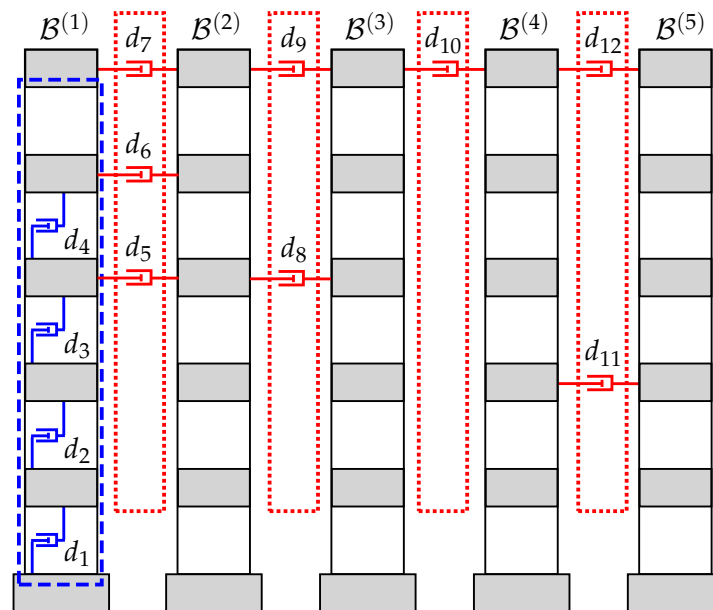 ℬ⁽¹⁾ d₇ ℬ⁽²⁾ d₉ ℬ⁽³⁾ d₁₀ ℬ⁽⁴⁾ d₁₂ ℬ⁽⁵⁾
d₆
d₄ d₅ d₈
d₃ d₁₁
d₂
d₁